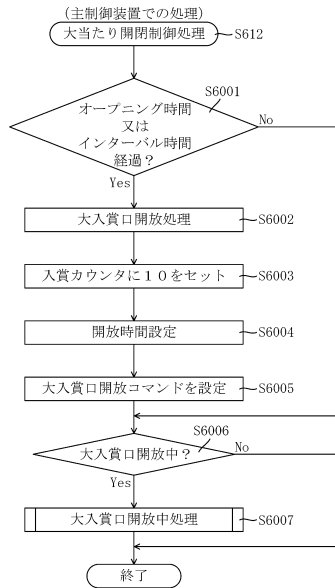 (主制御装置での処理)
大当たり開閉制御処理
S612
S6001
オープニング時間
又は
インターバル時間
経過？
No
Yes
大入賞口開放処理
S6002
入賞カウンタに１０をセット
S6003
開放時間設定
S6004
大入賞口開放コマンドを設定
S6005
S6006
大入賞口開放中？
No
Yes
大入賞口開放中処理
S6007
終了